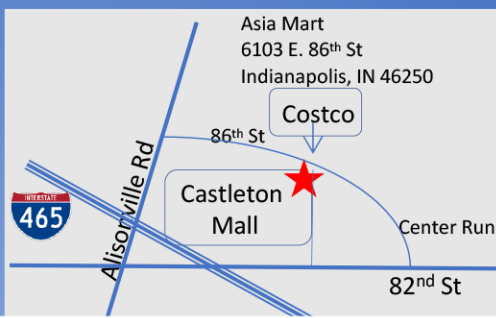 Asia Mart
6103 E. 86th St
Indianapolis, IN 46250
Costco
86th St
Alisonville Rd
Castleton
Mall
INTERSTATE
465
Center Run
82nd St